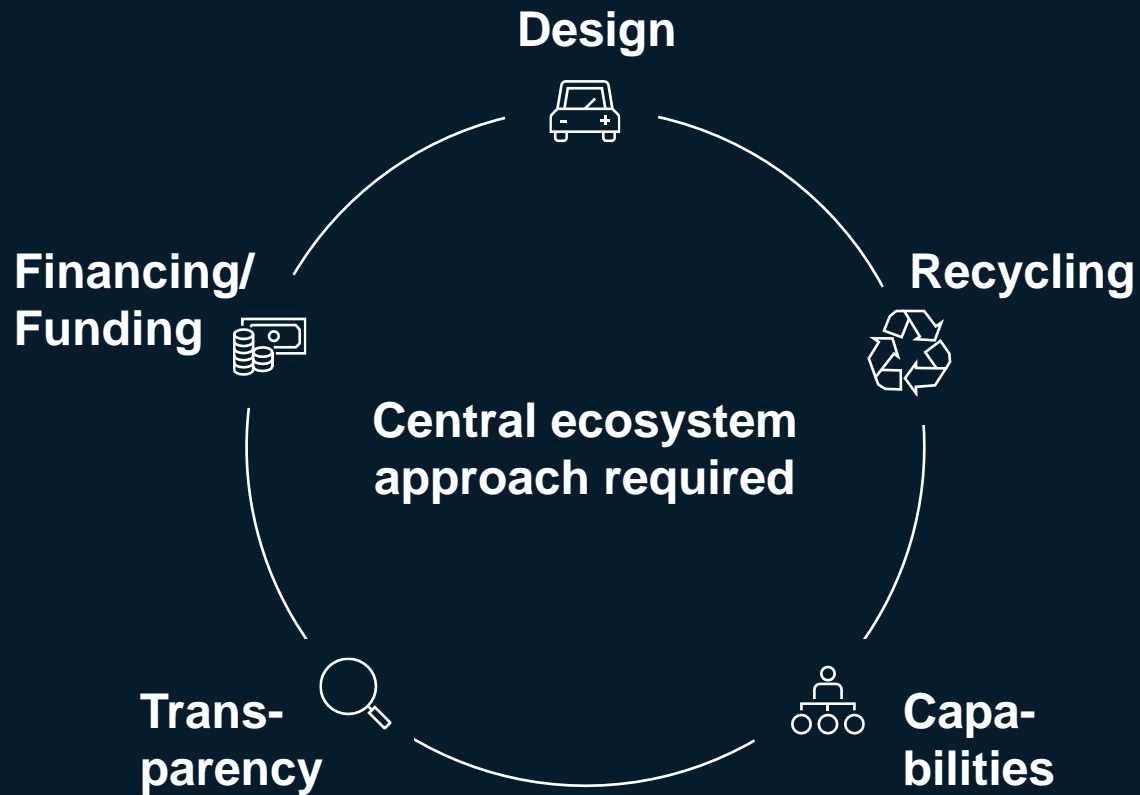 Design
Financing/
Funding
Recycling
Central ecosystem
approach required
Trans-
parency
Capa-
bilities